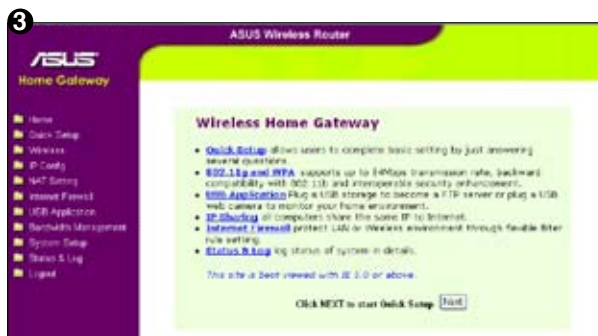 3
ASUS Wireless Router
ASUS
Home Gateway
Home
Quick Setup
Wireless
IP Config
NAT Setting
Internet Firewall
USB Application
Bandwidth Management
System Setup
Status & Log
Logout
Wireless Home Gateway
Quick Setup allows users to complete basic setting by just answering
several questions.
802.11g and WPA supports up to 54Mbps transmission rate, backward
compatibility with 802.11b and interoperable security enhancement.
USB Application Plug a USB storage to become a FTP server or plug a USB
web camera to monitor your home environment.
IP Sharing all computers share the same IP to Internet.
Internet Firewall protect LAN or Wireless environment through flexible filter
rule setting.
Status & Log log status of system in details.
This site is best viewed with IE 5.0 or above.
Click NEXT to start Quick Setup Next